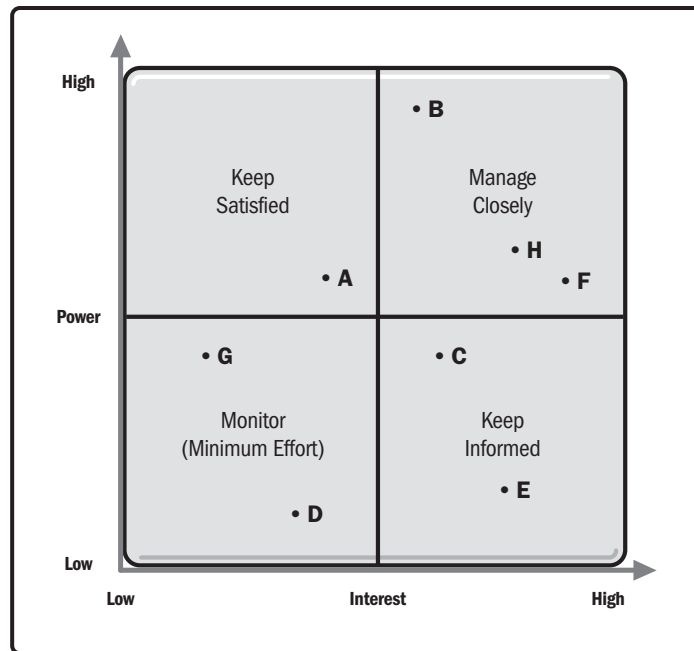 High
• B
Keep
Satisfied
Manage
Closely
• H
• A
• F
Power
• G
• C
Monitor
(Minimum Effort)
Keep
Informed
• E
• D
Low
Low
Interest
High